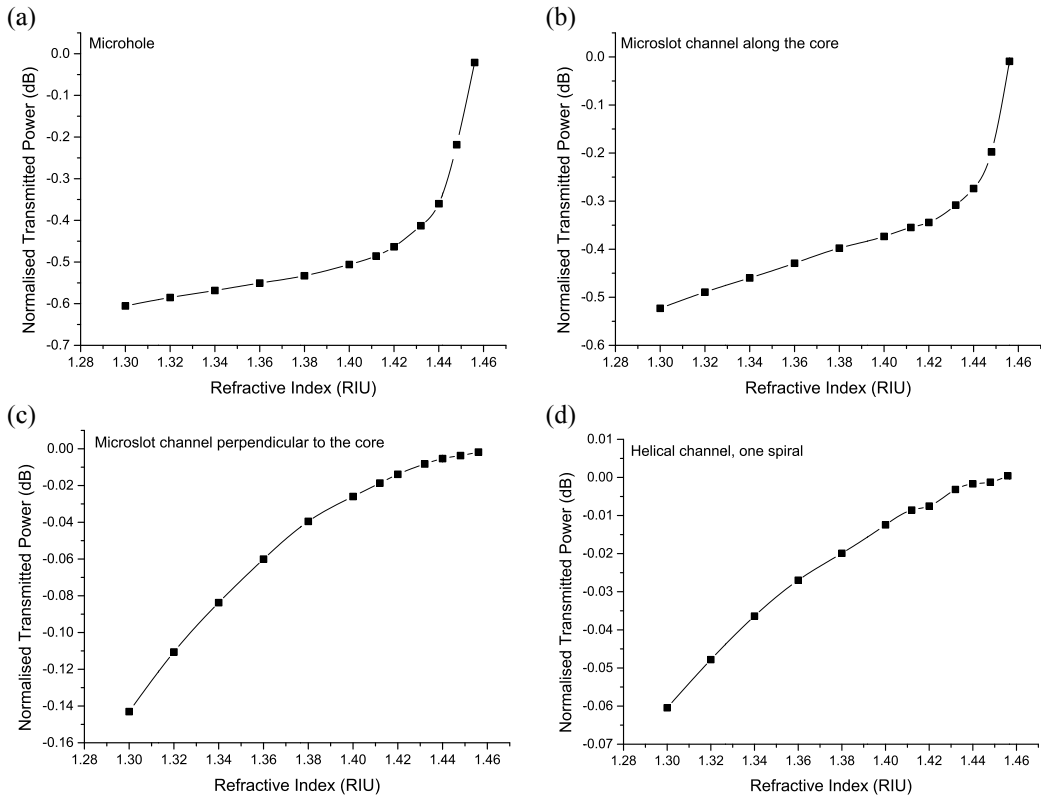 (a)
Microhole
0.0
-0.1
-0.2
-0.3
-0.4
-0.5
-0.6
-0.7
1.28 1.30 1.32 1.34 1.36 1.38 1.40 1.42 1.44 1.46
Normalised Transmitted Power (dB)
Refractive Index (RIU)
(b)
Microslot channel along the core
0.0
-0.1
-0.2
-0.3
-0.4
-0.5
-0.6
1.28 1.30 1.32 1.34 1.36 1.38 1.40 1.42 1.44 1.46
Normalised Transmitted Power (dB)
Refractive Index (RIU)
(c)
Microslot channel perpendicular to the core
0.00
-0.02
-0.04
-0.06
-0.08
-0.10
-0.12
-0.14
-0.16
1.28 1.30 1.32 1.34 1.36 1.38 1.40 1.42 1.44 1.46
Normalised Transmitted Power (dB)
Refractive Index (RIU)
(d)
Helical channel, one spiral
0.01
0.00
-0.01
-0.02
-0.03
-0.04
-0.05
-0.06
-0.07
1.28 1.30 1.32 1.34 1.36 1.38 1.40 1.42 1.44 1.46
Normalised Transmitted Power (dB)
Refractive Index (RIU)